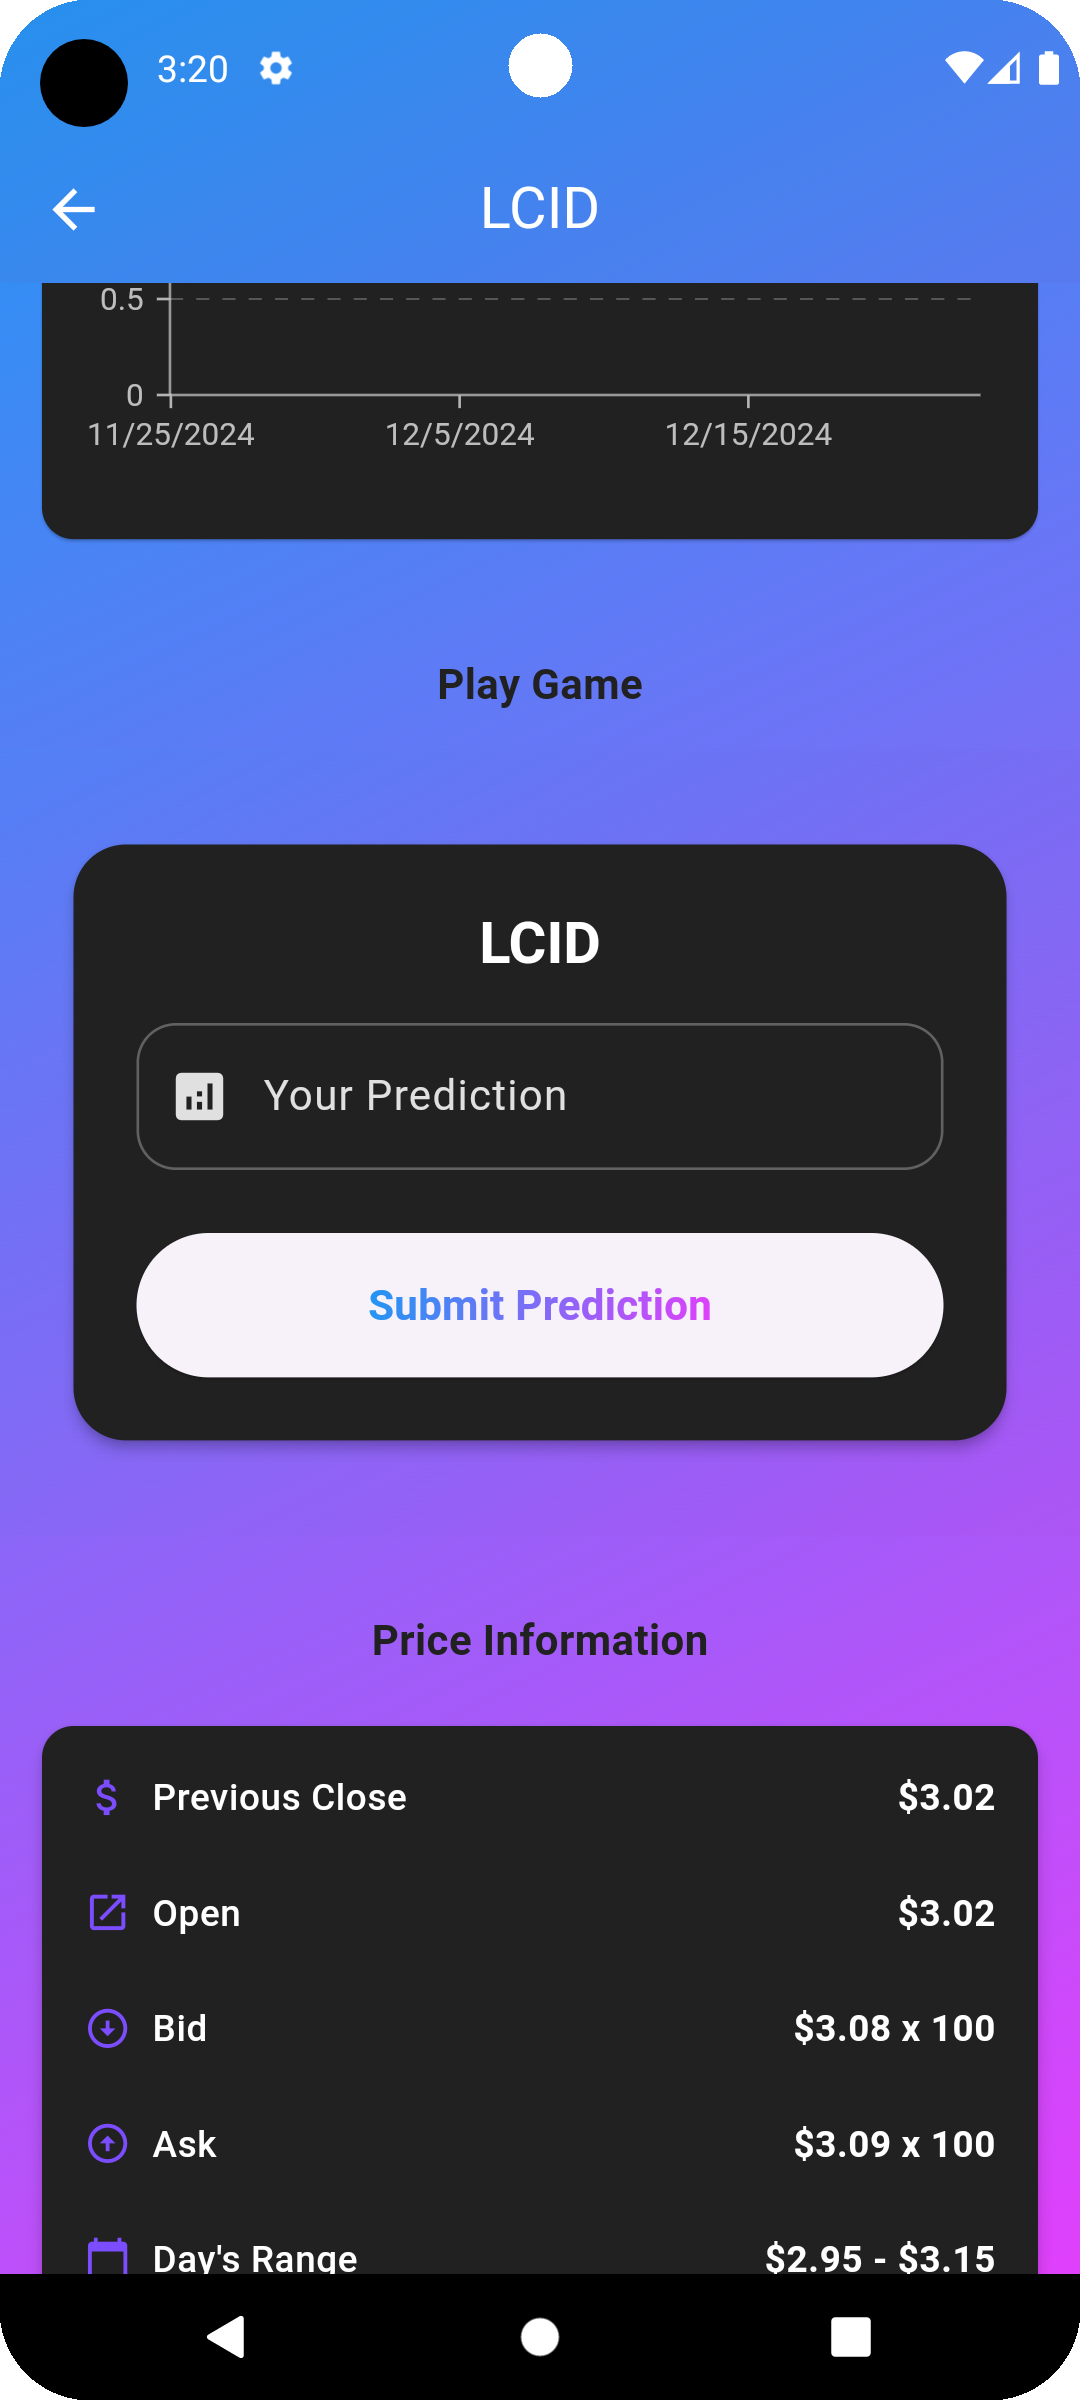 3:20
LCID
0.5
0
11/25/2024 12/5/2024 12/15/2024
Play Game
LCID
Your Prediction
Submit Prediction
Price Information
Previous Close $3.02
Open $3.02
Bid $3.08 x 100
Ask $3.09 x 100
Day's Range $2.95 - $3.15